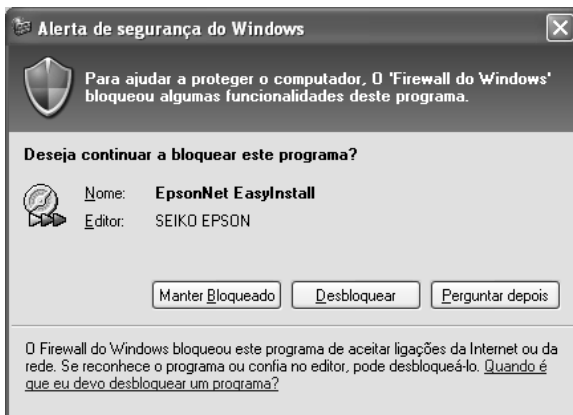 Alerta de segurança do Windows
Para ajudar a proteger o computador, O 'Firewall do Windows'
bloqueou algumas funcionalidades deste programa.
Deseja continuar a bloquear este programa?
Nome: EpsonNet EasyInstall
Editor: SEIKO EPSON
Manter Bloqueado Desbloquear Perguntar depois
O Firewall do Windows bloqueou este programa de aceitar ligações da Internet ou da
rede. Se reconhece o programa ou confia no editor, pode desbloqueá-lo. Quando é
que eu devo desbloquear um programa?